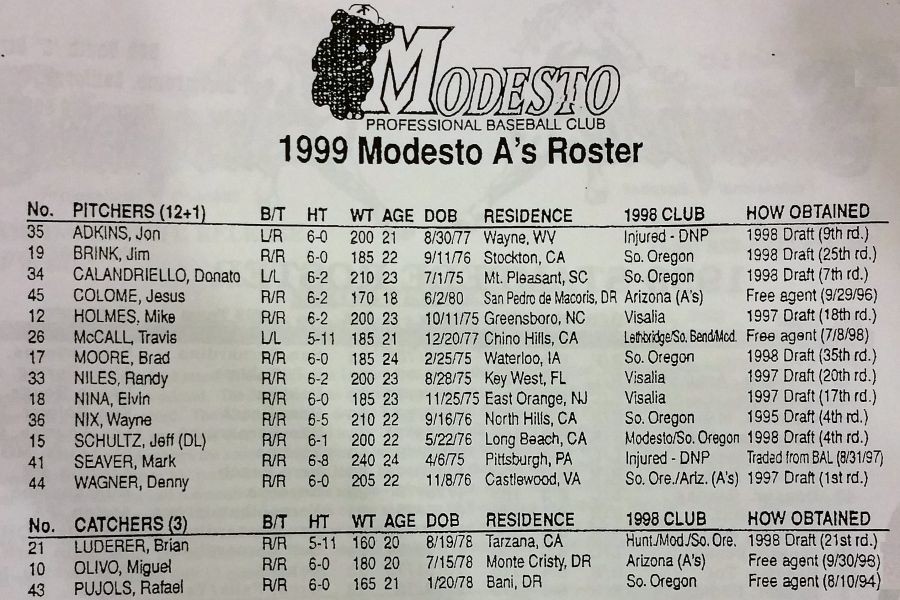 MODESTO
PROFESSIONAL BASEBALL CLUB
1999 Modesto A's Roster
No. PITCHERS (12+1) B/T HT WT AGE DOB RESIDENCE 1998 CLUB HOW OBTAINED
35 ADKINS, Jon L/R 6-0 200 21 8/30/77 Wayne, WV Injured - DNP 1998 Draft (9th rd.)
19 BRINK, Jim R/R 6-0 185 22 9/11/76 Stockton, CA So. Oregon 1998 Draft (25th rd.)
34 CALANDRIELLO, Donato L/L 6-2 210 23 7/1/75 Mt. Pleasant, SC So. Oregon 1998 Draft (7th rd.)
45 COLOME, Jesus R/R 6-2 170 18 6/2/80 San Pedro de Macoris, DR Arizona (A's) Free agent (9/29/96)
12 HOLMES, Mike R/R 6-2 200 23 10/11/75 Greensboro, NC Visalia 1997 Draft (18th rd.)
26 McCALL, Travis L/L 5-11 185 21 12/20/77 Chino Hills, CA Lethbridge/So. Bend/Mod. Free agent (7/8/98)
17 MOORE, Brad R/R 6-0 185 24 2/25/75 Waterloo, IA So. Oregon 1998 Draft (35th rd.)
33 NILES, Randy R/R 6-2 200 23 8/28/75 Key West, FL Visalia 1997 Draft (20th rd.)
18 NINA, Elvin R/R 6-0 185 23 11/25/75 East Orange, NJ Visalia 1997 Draft (17th rd.)
36 NIX, Wayne R/R 6-5 210 22 9/16/76 North Hills, CA So. Oregon 1995 Draft (4th rd.)
15 SCHULTZ, Jeff (DL) R/R 6-1 200 22 5/22/76 Long Beach, CA Modesto/So. Oregon 1998 Draft (4th rd.)
41 SEAVER, Mark R/R 6-8 240 24 4/6/75 Pittsburgh, PA Injured - DNP Traded from BAL (8/31/97)
44 WAGNER, Denny R/R 6-0 205 22 11/8/76 Castlewood, VA So. Ore./Ariz. (A's) 1997 Draft (1st rd.)
No. CATCHERS (3) B/T HT WT AGE DOB RESIDENCE 1998 CLUB HOW OBTAINED
21 LUDERER, Brian R/R 5-11 160 20 8/19/78 Tarzana, CA Hunt./Mod./So. Ore. 1998 Draft (21st rd.)
10 OLIVO, Miguel R/R 6-0 180 20 7/15/78 Monte Cristy, DR Arizona (A's) Free agent (9/30/96)
43 PUJOLS, Rafael R/R 6-0 165 21 1/20/78 Bani, DR So. Oregon Free agent (8/10/94)